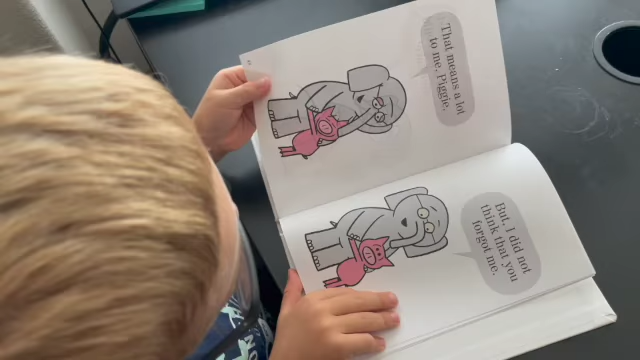 That means a lot
to me, Piggie.
But, I did not
think that you
forgot me.